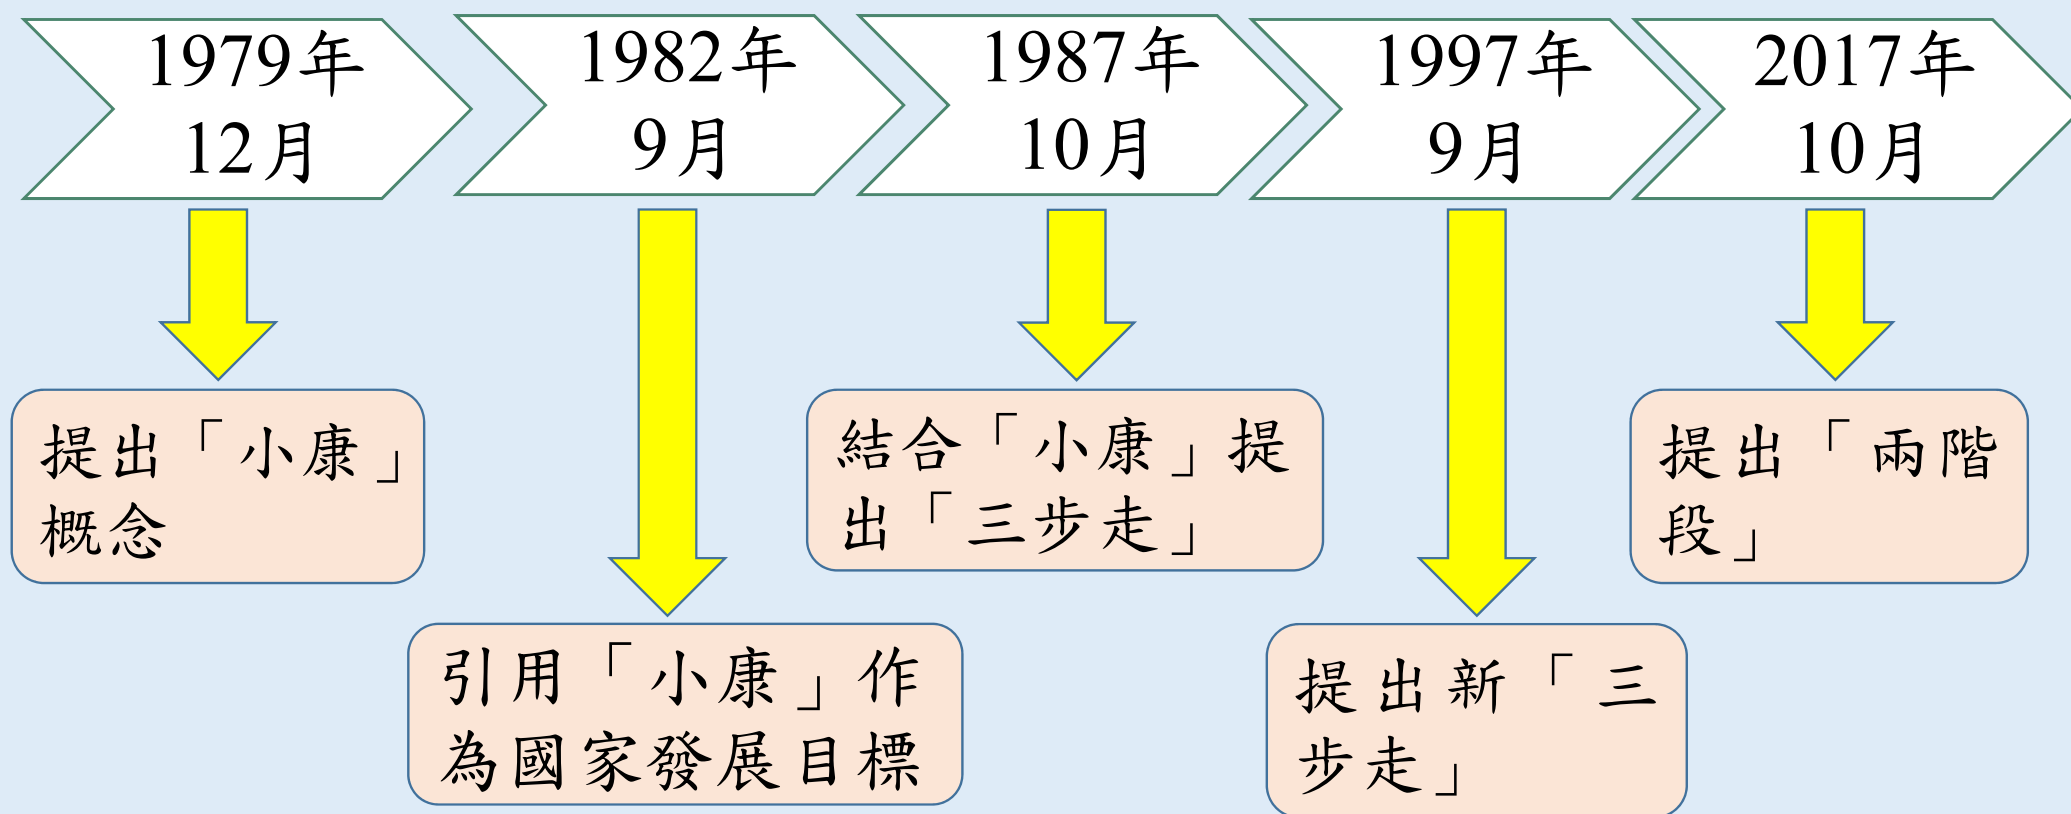 1979年
12月
1982年
9月
1987年
10月
1997年
9月
2017年
10月
提出「小康」
概念
引用「小康」作
為國家發展目標
結合「小康」提
出「三步走」
提出新「三
步走」
提出「兩階
段」